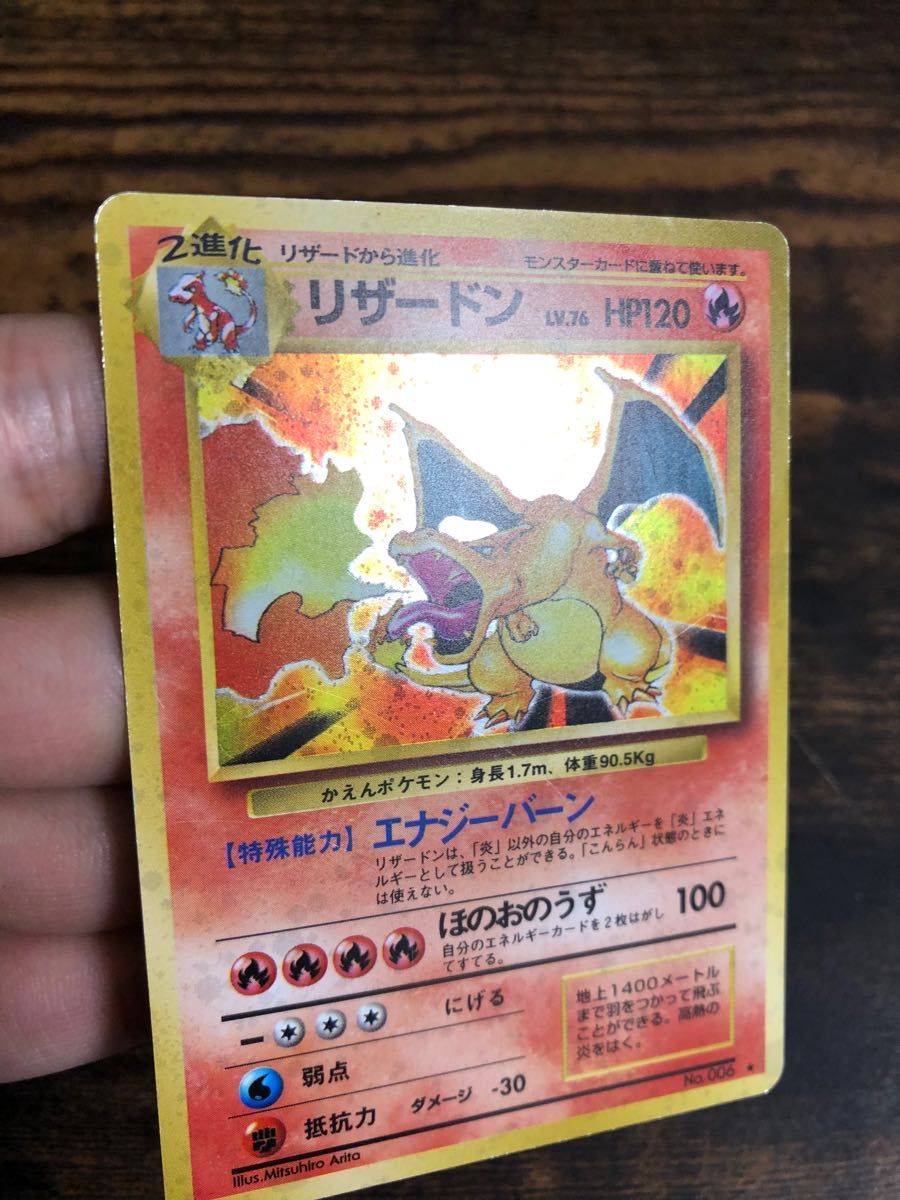 2進化
リザードから進化
モンスターカードに重ねて使います。
リザードン LV.76 HP120
かえんポケモン:身長1.7m、体重90.5Kg
【特殊能力】エナジーバーン
リザードンは、「炎」以外の自分のエネルギーを「炎」エネ
ルギーとして扱うことができる。「こんらん」状態のときに
は使えない。
ほのおのうず 100
自分のエネルギーカードを2枚はがし
てすてる。
ー にげる
弱点
抵抗力 ダメージ -30
地上1400メートル
まで羽をつかって飛ぶ
ことができる。高熱の
炎をはく。
Illus.Mitsuhiro Arita
No.006 ★